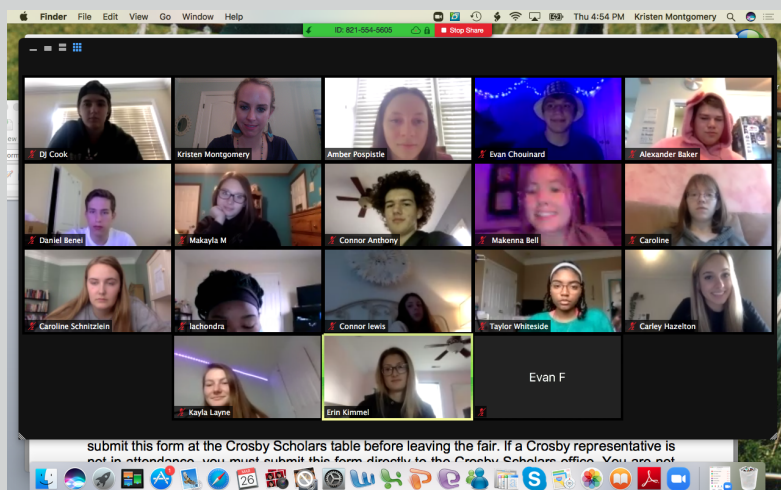 Finder File Edit View Go Window Help
Thu 4:54 PM Kristen Montgomery
ID: 821-554-5605
Stop Share
DJ Cook
Kristen Montgomery
Amber Pospistle
Evan Chouinard
Alexander Baker
Daniel Benei
Makayla M
Connor Anthony
Makenna Bell
Caroline
Caroline Schnitzlein
lachondra
Connor lewis
Taylor Whiteside
Carley Hazelton
Kayla Layne
Erin Kimmel
Evan F
submit this form at the Crosby Scholars table before leaving the fair. If a Crosby representative is
not in attendance, you must submit this form directly to the Crosby Scholars office. You are not
MAR
26